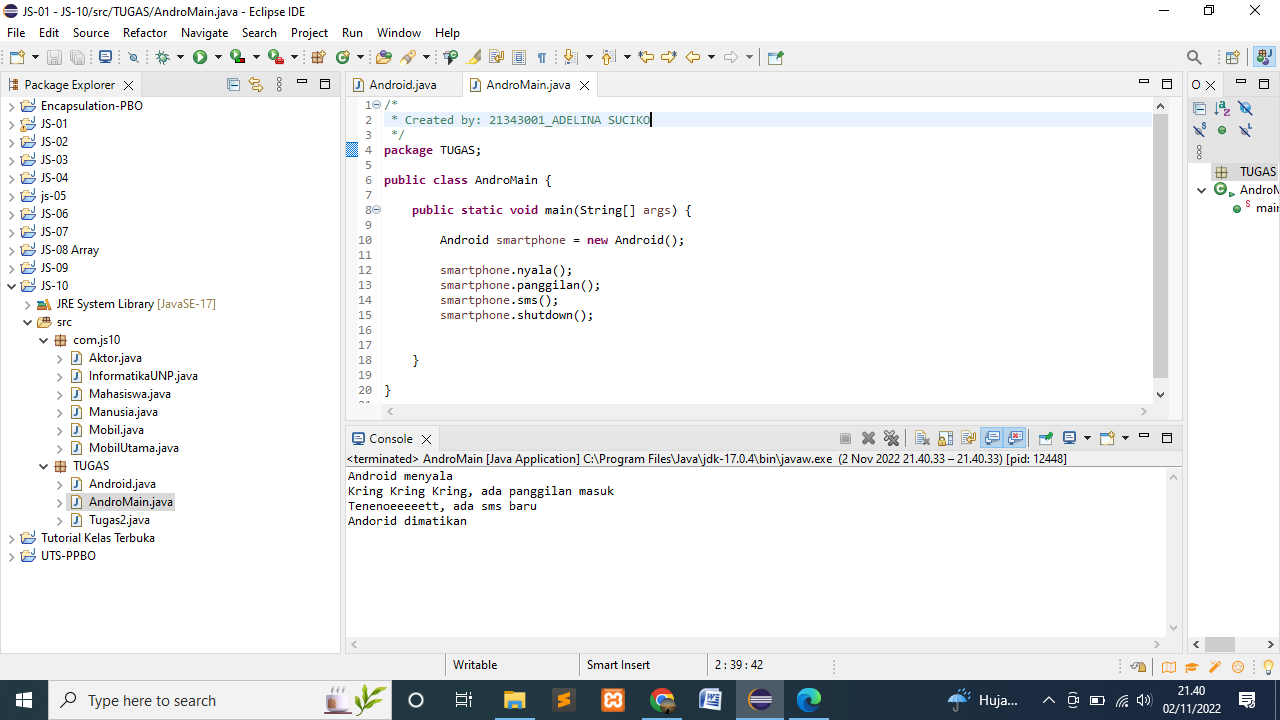 JS-01 - JS-10/src/TUGAS/AndroMain.java - Eclipse IDE
File Edit Source Refactor Navigate Search Project Run Window Help
Package Explorer
Encapsulation-PBO
JS-01
JS-02
JS-03
JS-04
js-05
JS-06
JS-07
JS-08 Array
JS-09
JS-10
JRE System Library [JavaSE-17]
src
com.js10
Aktor.java
InformatikaUNP.java
Mahasiswa.java
Manusia.java
Mobil.java
MobilUtama.java
TUGAS
Android.java
AndroMain.java
Tugas2.java
Tutorial Kelas Terbuka
UTS-PPBO
Android.java AndroMain.java
1 /*
2 * Created by: 21343001_ADELINA SUCIKO
3 */
4 package TUGAS;
5
6 public class AndroMain {
7
8 public static void main(String[] args) {
9
10 Android smartphone = new Android();
11
12 smartphone.nyala();
13 smartphone.panggilan();
14 smartphone.sms();
15 smartphone.shutdown();
16
17
18 }
19
20 }
21
Console
<terminated> AndroMain [Java Application] C:\Program Files\Java\jdk-17.0.4\bin\javaw.exe (2 Nov 2022 21.40.33 – 21.40.33) [pid: 12448]
Android menyala
Kring Kring Kring, ada panggilan masuk
Tenenoeeeeett, ada sms baru
Andorid dimatikan
O
TUGAS
AndroM
main
Writable Smart Insert 2 : 39 : 42
Type here to search
Huja...
21.40
02/11/2022